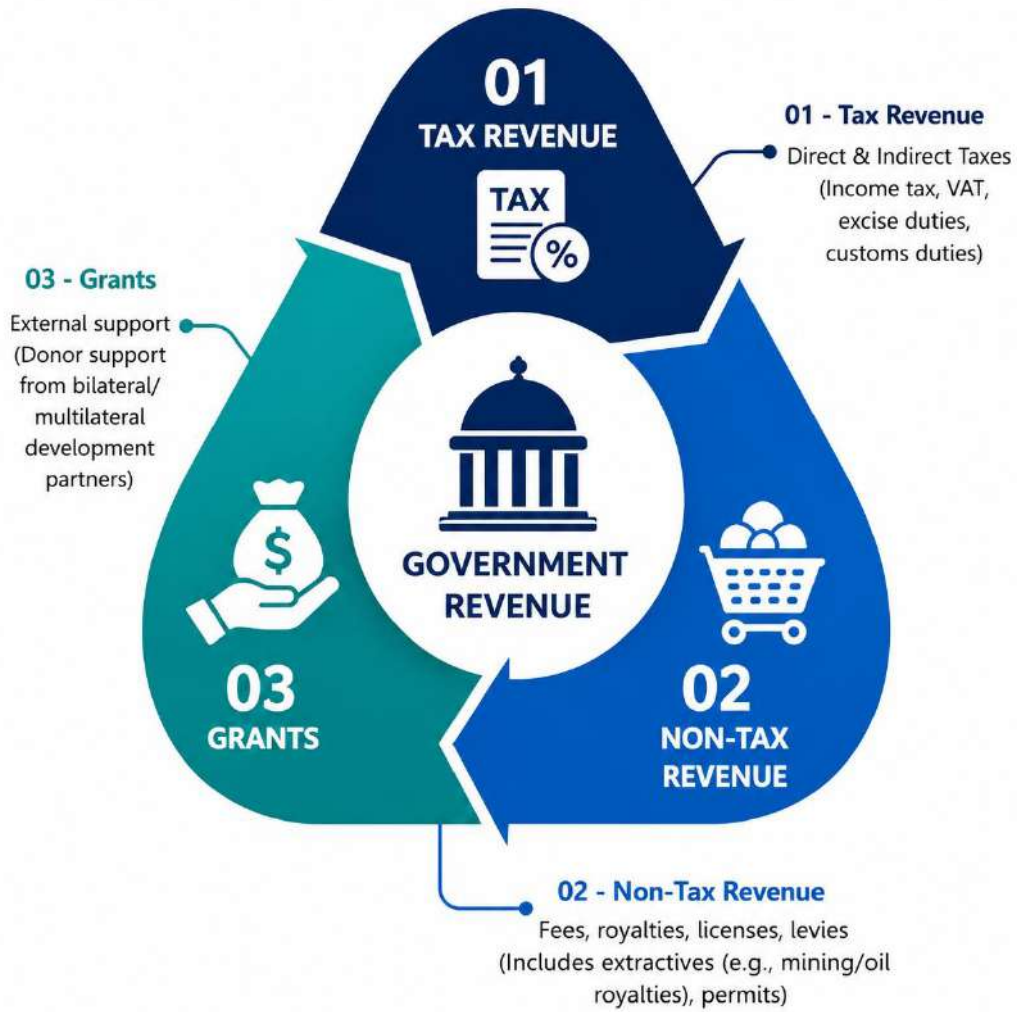 01
TAX REVENUE
TAX
%
01 - Tax Revenue
Direct & Indirect Taxes
(Income tax, VAT,
excise duties,
customs duties)
03 - Grants
External support
(Donor support
from bilateral/
multilateral
development
partners)
$
GOVERNMENT
REVENUE
03
GRANTS
02
NON-TAX
REVENUE
02 - Non-Tax Revenue
Fees, royalties, licenses, levies
(Includes extractives (e.g., mining/oil
royalties), permits)